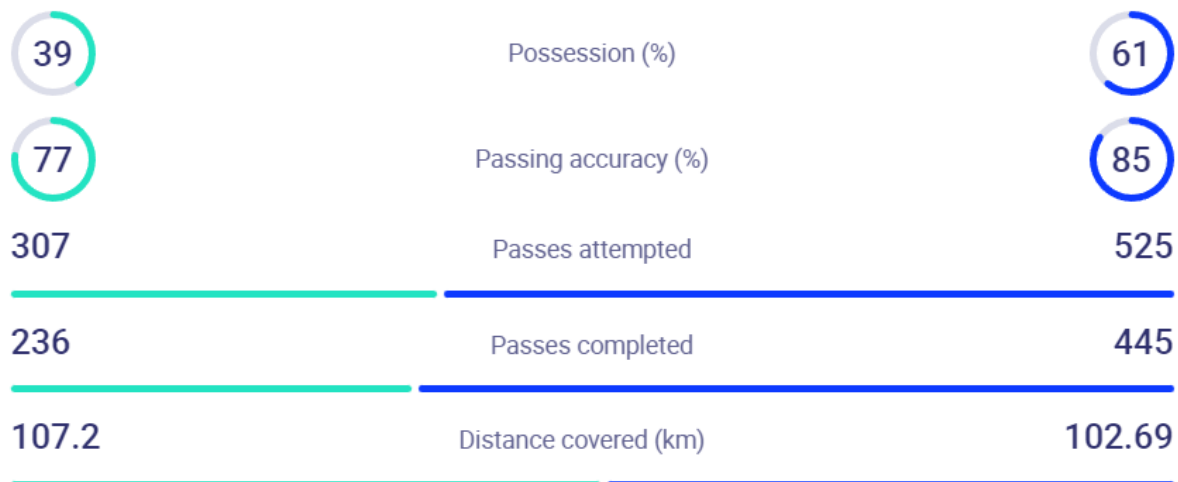 39 Possession (%) 61
77 Passing accuracy (%) 85
307 Passes attempted 525
236 Passes completed 445
107.2 Distance covered (km) 102.69